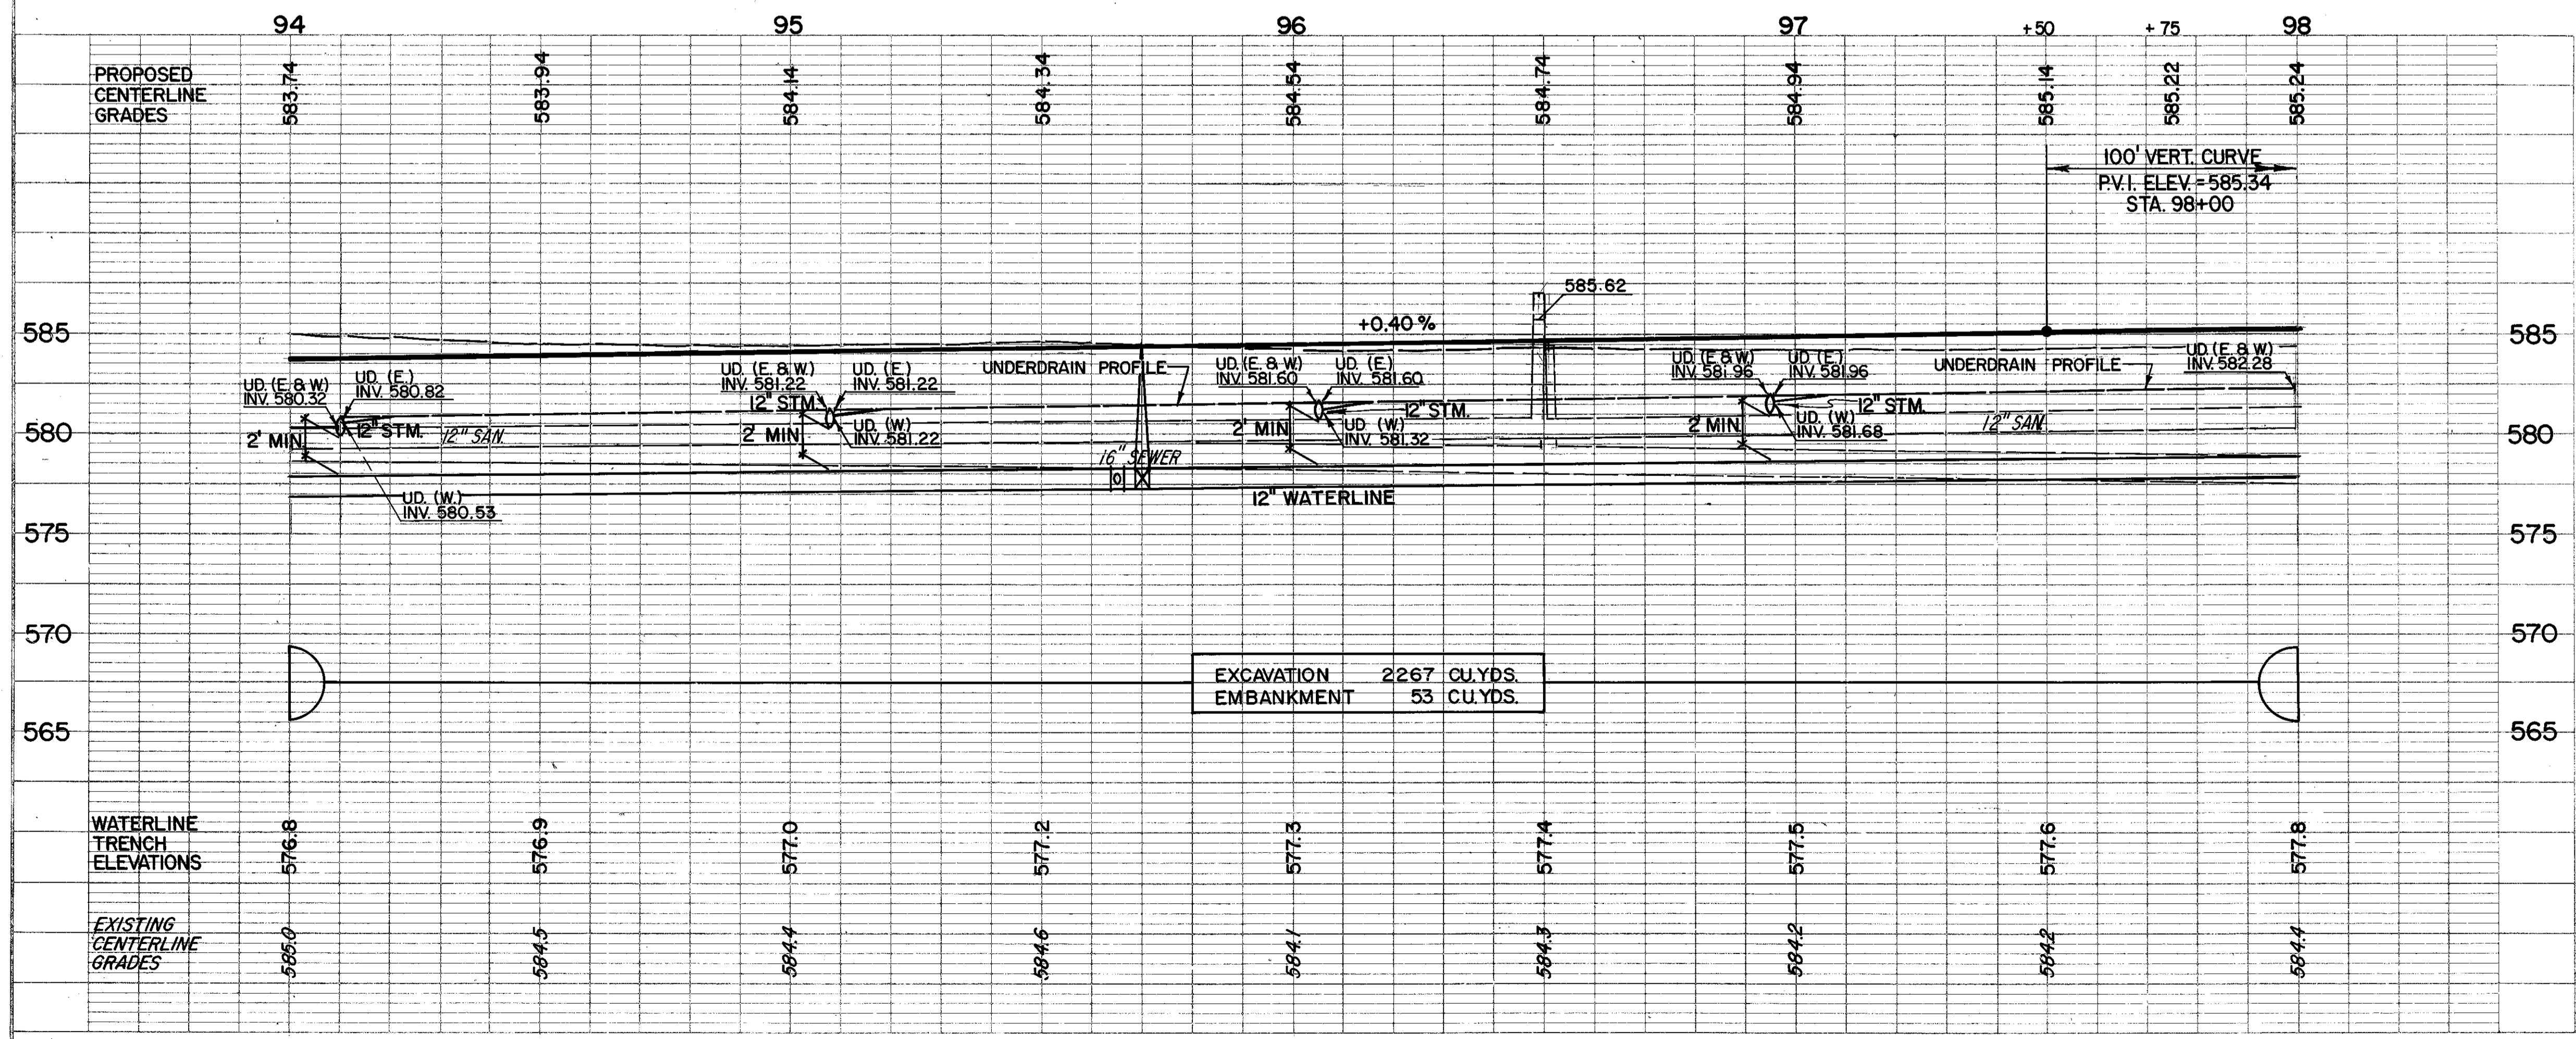 94 95 96 97 +50 +75 98
PROPOSED
CENTERLINE
GRADES
583.74 583.94 584.14 584.34 584.54 584.74 584.94 585.14 585.22 585.24
100' VERT. CURVE
P.V.I. ELEV. = 585.34
STA. 98+00
585.62
585 +0.40% 585
UD. (E. & W.)
INV. 580.32
UD. (E.)
INV. 580.82
UD. (E. & W.)
INV. 581.22
UD. (E.)
INV. 581.22
UNDERDRAIN PROFILE
UD. (E. & W.)
INV. 581.60
UD. (E.)
INV. 581.60
UD. (E. & W.)
INV. 581.96
UD. (E.)
INV. 581.96
UNDERDRAIN PROFILE
UD. (E. & W.)
INV. 582.28
12" STM.
12" STM.
12" STM.
12" STM.
580 580
2' MIN.
12" SAN.
2' MIN.
UD. (W.)
INV. 581.22
2' MIN.
UD. (W.)
INV. 581.32
2' MIN.
UD. (W.)
INV. 581.68
12" SAN.
16" SEWER
UD. (W.)
INV. 580.53
12" WATERLINE
575 575
570 570
EXCAVATION 2267 CU.YDS.
EMBANKMENT 53 CU.YDS.
565 565
WATERLINE
TRENCH
ELEVATIONS
576.8 576.9 577.0 577.2 577.3 577.4 577.5 577.6 577.8
EXISTING
CENTERLINE
GRADES
585.0 584.5 584.4 584.6 584.1 584.3 584.2 584.2 584.4